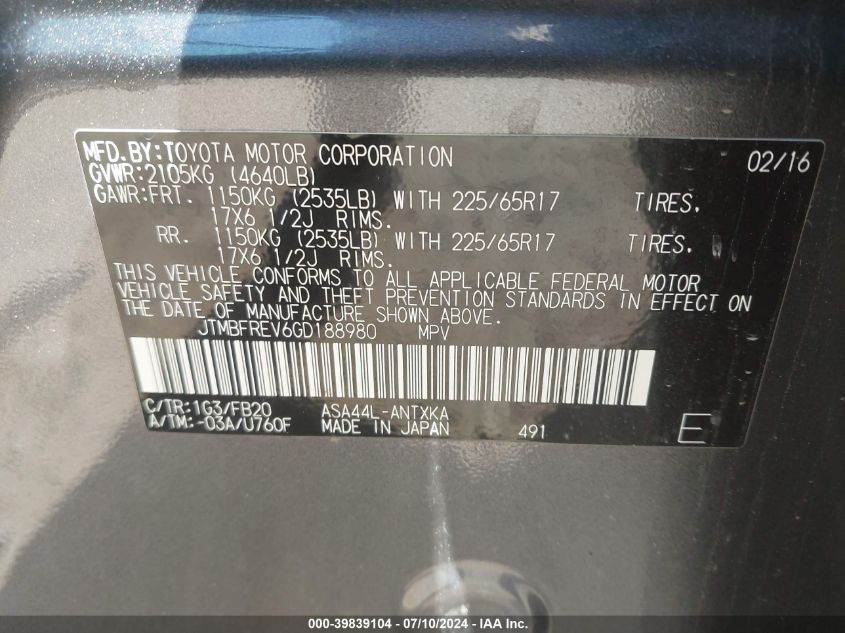 MFD.BY:TOYOTA MOTOR CORPORATION 02/16
GVWR:2105KG (4640LB)
GAWR:FRT. 1150KG (2535LB) WITH 225/65R17 TIRES.
17X6 1/2J RIMS.
RR. 1150KG (2535LB) WITH 225/65R17 TIRES.
17X6 1/2J RIMS.
THIS VEHICLE CONFORMS TO ALL APPLICABLE FEDERAL MOTOR
VEHICLE SAFETY AND THEFT PREVENTION STANDARDS IN EFFECT ON
THE DATE OF MANUFACTURE SHOWN ABOVE.
JTMBFREV6GD188980 MPV
C/TR:1G3/FB20 ASA44L-ANTXKA
A/TM:-03A/U760F MADE IN JAPAN 491 E
000-39839104 - 07/10/2024 - IAA Inc.